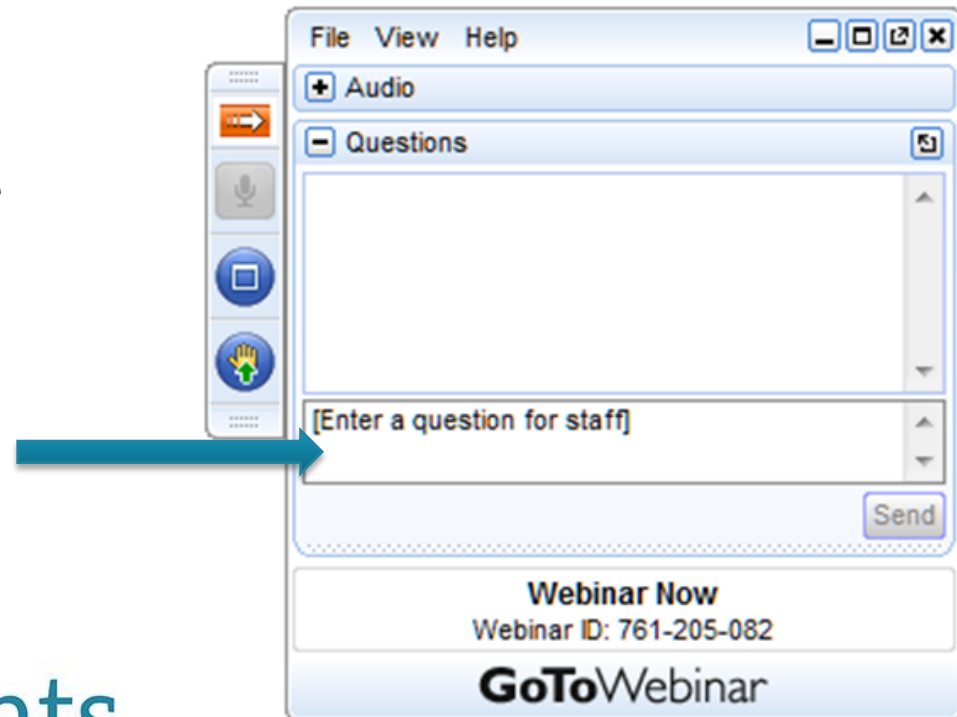 File View Help
Audio
Questions
[Enter a question for staff]
Send
Webinar Now
Webinar ID: 761-205-082
GoToWebinar